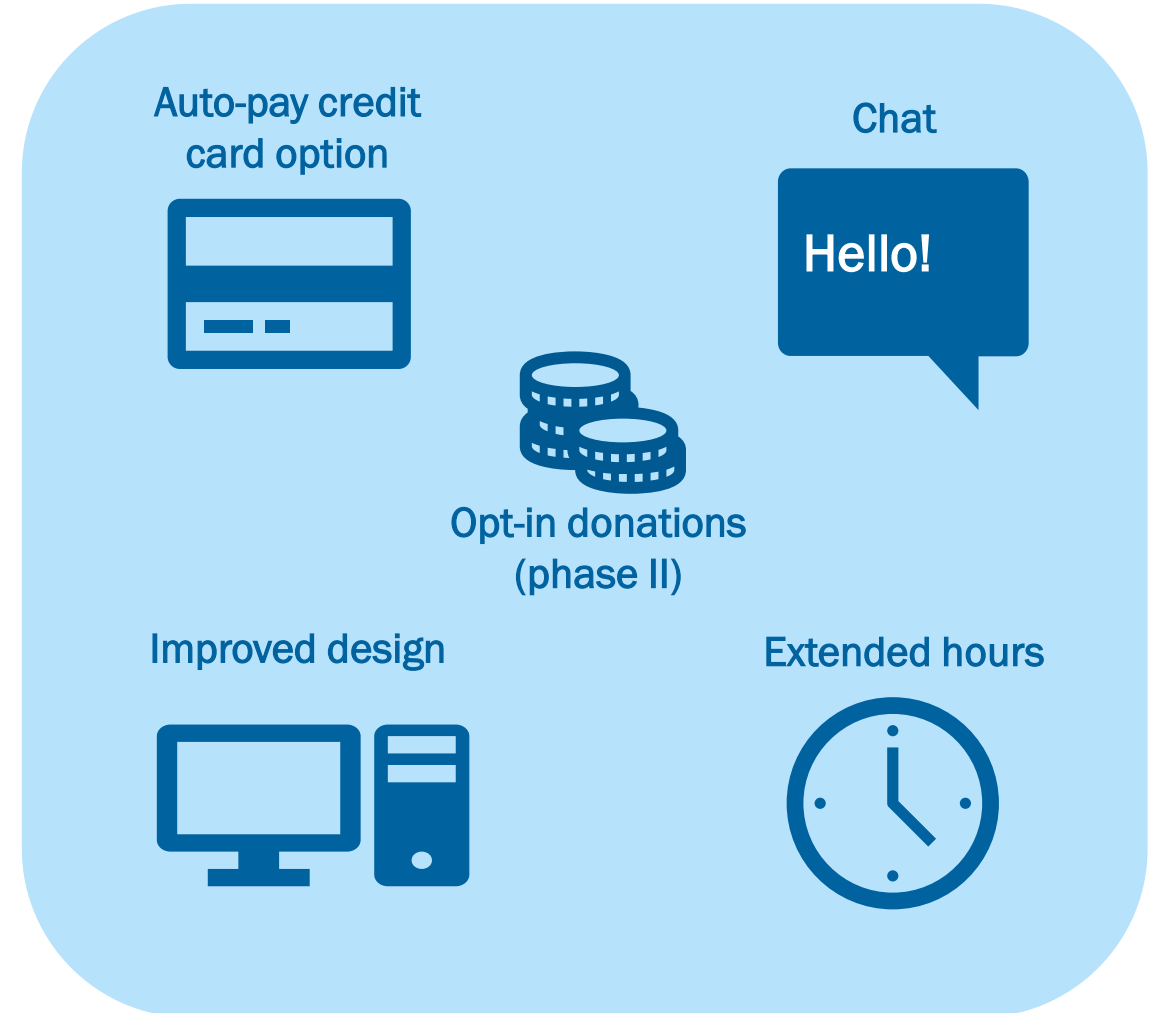 Auto-pay credit
card option
Chat
Hello!
Opt-in donations
(phase II)
Improved design
Extended hours